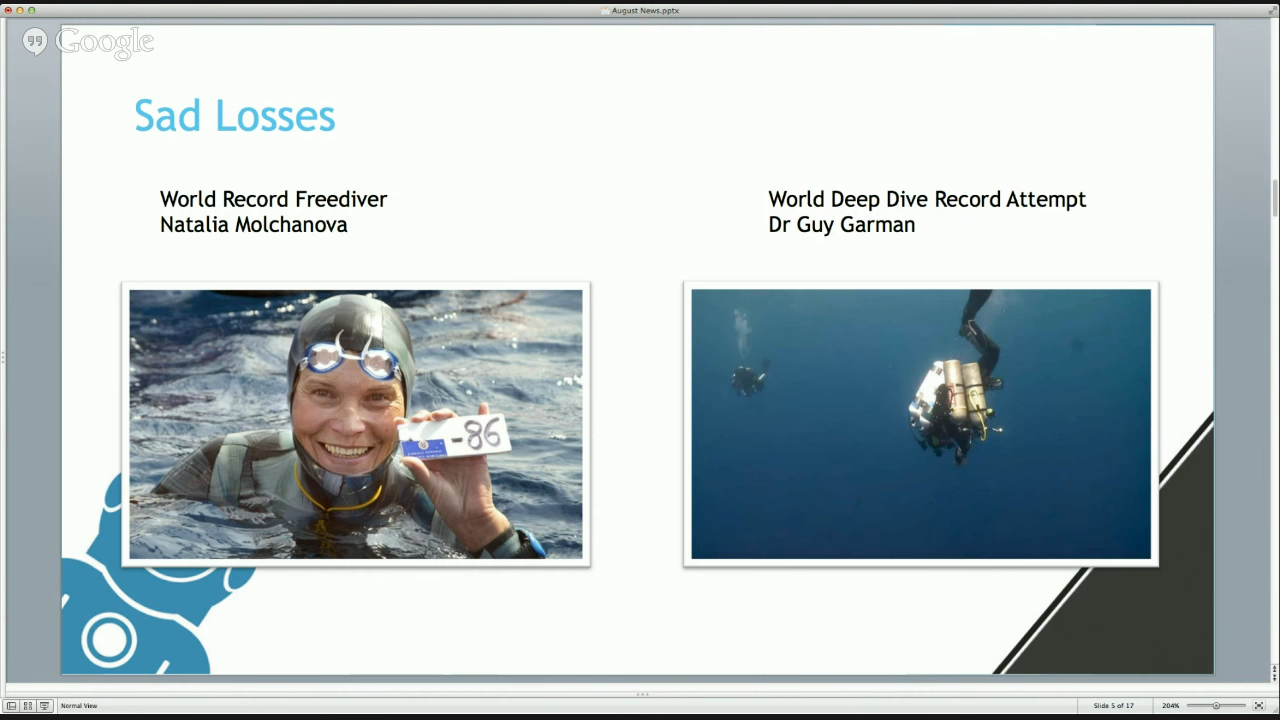 August News.pptx
Google
Sad Losses
World Record Freediver
Natalia Molchanova
World Deep Dive Record Attempt
Dr Guy Garman
-86
Normal View
Slide 5 of 17
204%